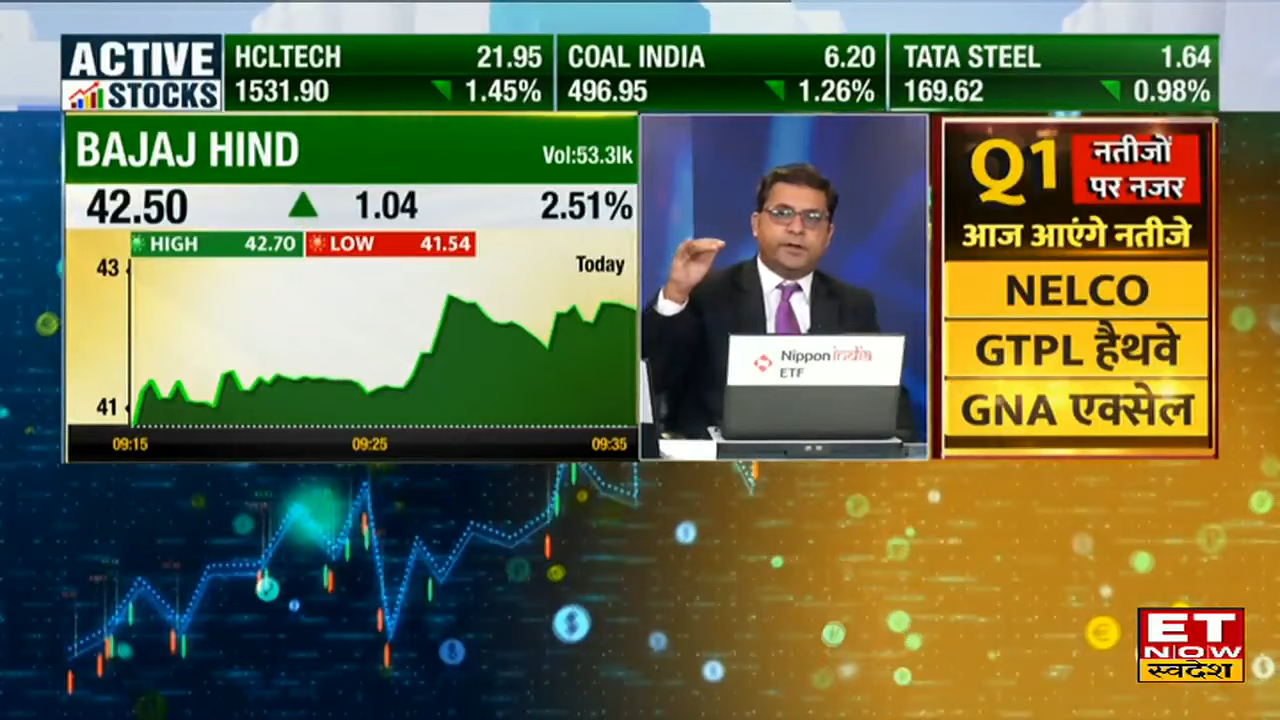 ACTIVE STOCKS
HCLTECH 21.95
1531.90 1.45%
COAL INDIA 6.20
496.95 1.26%
TATA STEEL 1.64
169.62 0.98%
BAJAJ HIND Vol:53.3lk
42.50 1.04 2.51%
HIGH 42.70 LOW 41.54
Today
43
41
09:15 09:25 09:35
Nippon india
ETF
Q1 नतीजों पर नजर
आज आएंगे नतीजे
NELCO
GTPL हैथवे
GNA एक्सेल
ET
NOW
स्वदेश